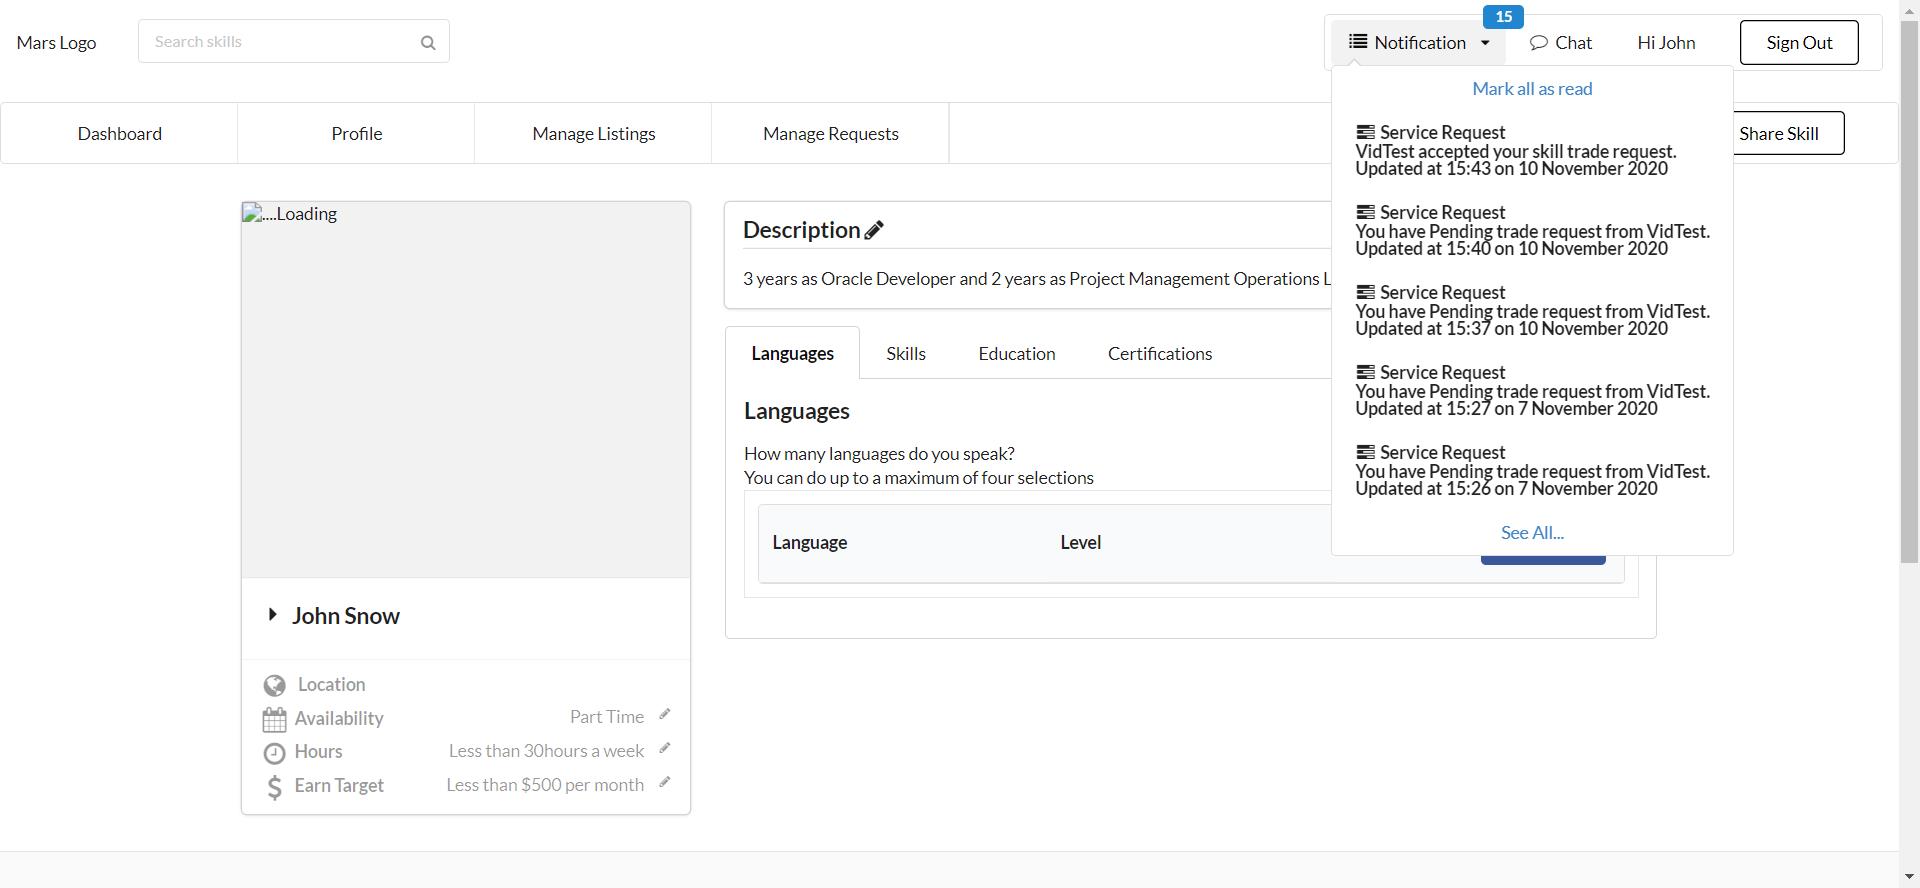 15
Mars Logo
Search skills
Notification
Chat
Hi John
Sign Out
Dashboard
Profile
Manage Listings
Manage Requests
Share Skill
Mark all as read
Service Request
VidTest accepted your skill trade request.
Updated at 15:43 on 10 November 2020
Service Request
You have Pending trade request from VidTest.
Updated at 15:40 on 10 November 2020
Service Request
You have Pending trade request from VidTest.
Updated at 15:37 on 10 November 2020
Service Request
You have Pending trade request from VidTest.
Updated at 15:27 on 7 November 2020
Service Request
You have Pending trade request from VidTest.
Updated at 15:26 on 7 November 2020
See All...
....Loading
John Snow
Location
Availability
Part Time
Hours
Less than 30hours a week
Earn Target
Less than $500 per month
Description
3 years as Oracle Developer and 2 years as Project Management Operations L
Languages
Skills
Education
Certifications
Languages
How many languages do you speak?
You can do up to a maximum of four selections
Language
Level